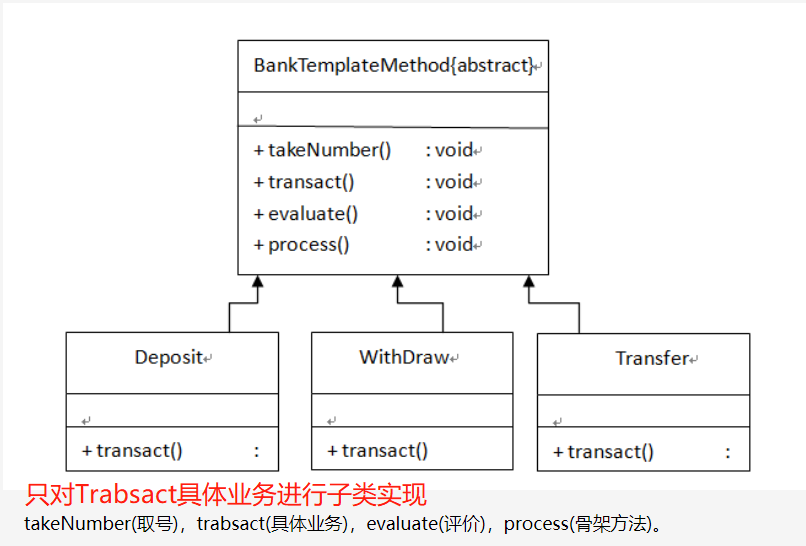 BankTemplateMethod{abstract}↵
↵
+ takeNumber() : void↵
+ transact() : void↵
+ evaluate() : void↵
+ process() : void↵
Deposit↵
↵
+ transact() :
WithDraw↵
↵
+ transact()
Transfer↵
↵
+ transact() :
只对Trabsact具体业务进行子类实现
takeNumber(取号)，trabsact(具体业务)，evaluate(评价)，process(骨架方法)。